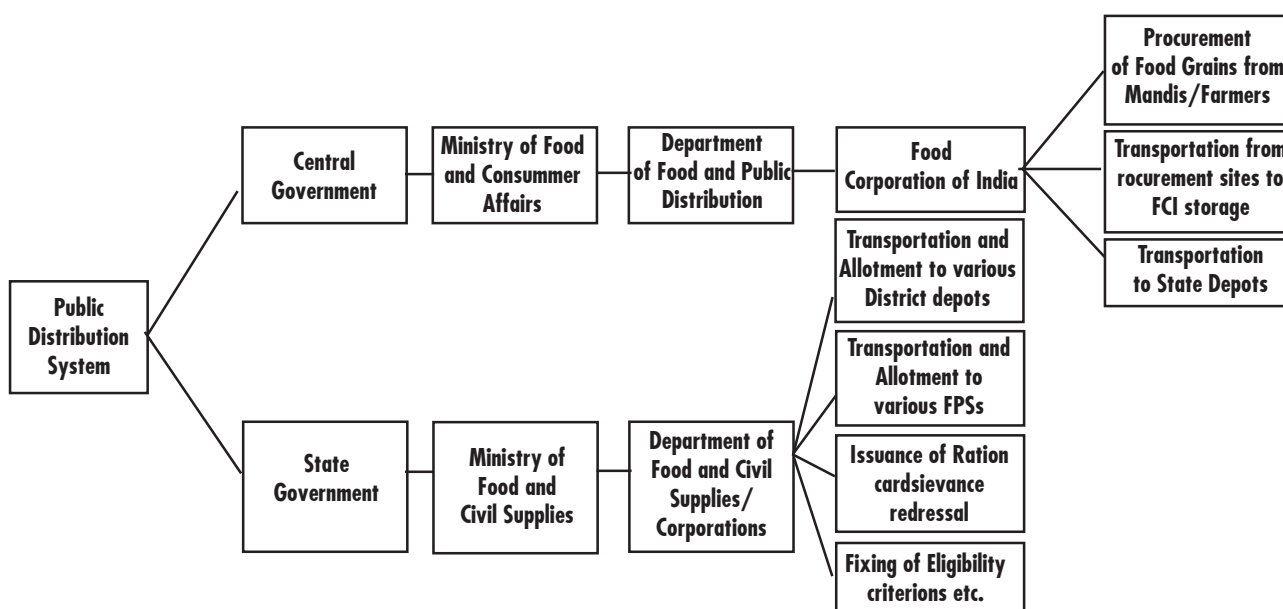 Public
Distribution
System
Central
Government
Ministry of Food
and Consummer
Affairs
Department
of Food and Public
Distribution
Food
Corporation of India
Procurement
of Food Grains from
Mandis/Farmers
Transportation from
rocurement sites to
FCI storage
Transportation
to State Depots
State
Government
Ministry of
Food and
Civil Supplies
Department of
Food and Civil
Supplies/
Corporations
Transportation and
Allotment to various
District depots
Transportation and
Allotment to
various FPSs
Issuance of Ration
cardsievance
redressal
Fixing of Eligibility
criterions etc.